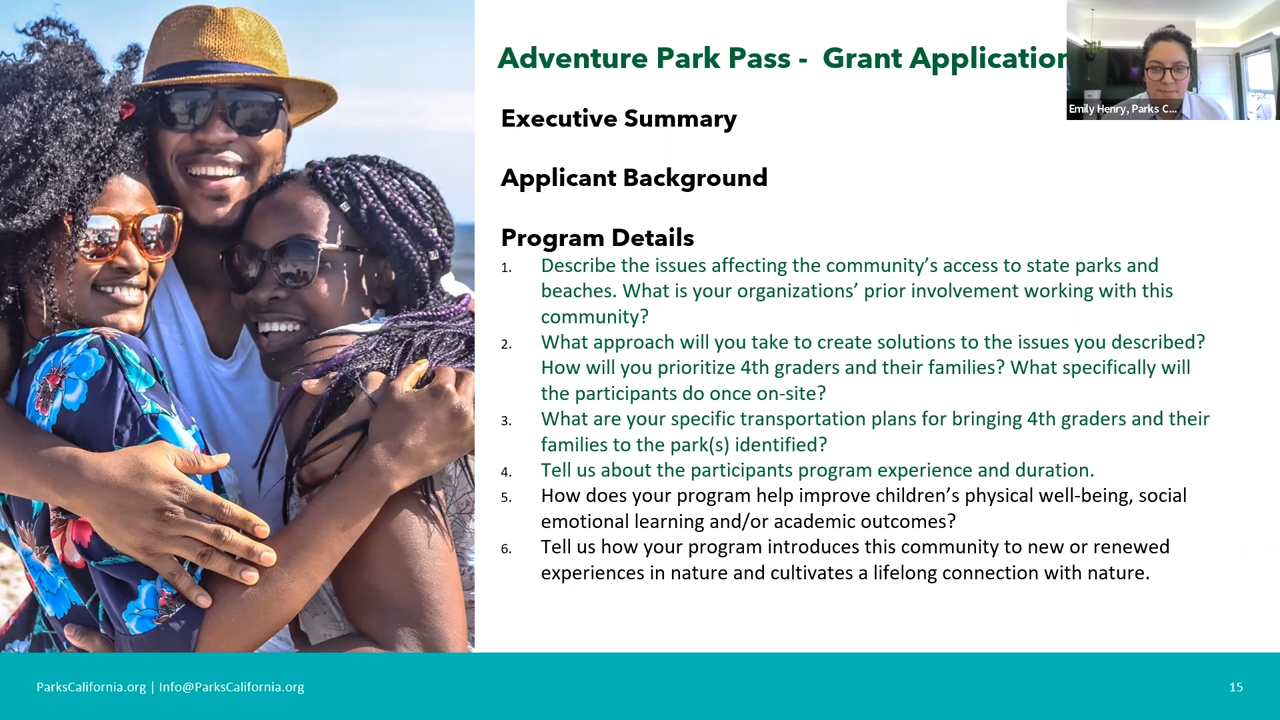 Adventure Park Pass -  Grant Application
Emily Henry, Parks C...
Executive Summary
Applicant Background
Program Details
1. Describe the issues affecting the community’s access to state parks and
beaches. What is your organizations’ prior involvement working with this
community?
2. What approach will you take to create solutions to the issues you described?
How will you prioritize 4th graders and their families? What specifically will
the participants do once on-site?
3. What are your specific transportation plans for bringing 4th graders and their
families to the park(s) identified?
4. Tell us about the participants program experience and duration.
5. How does your program help improve children’s physical well-being, social
emotional learning and/or academic outcomes?
6. Tell us how your program introduces this community to new or renewed
experiences in nature and cultivates a lifelong connection with nature.
ParksCalifornia.org | Info@ParksCalifornia.org
15